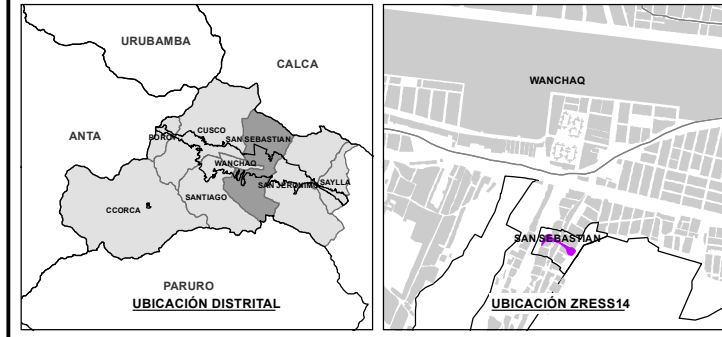 URUBAMBA
CALCA
ANTA
CUSCO
POROY
SAN SEBASTIAN
WANCHAQ
SAN JERONIMO
SAYLLA
SANTIAGO
CCORCA
PARURO
UBICACIÓN DISTRITAL
WANCHAQ
SAN SEBASTIAN
UBICACIÓN ZRESS14